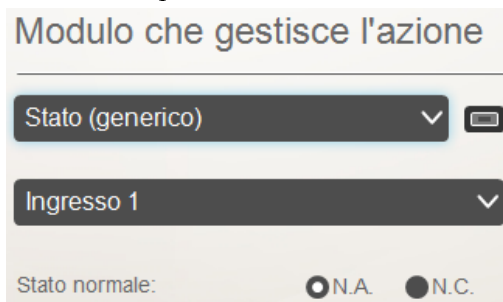 Modulo che gestisce l'azione
Stato (generico)
Ingresso 1
Stato normale: N.A. N.C.